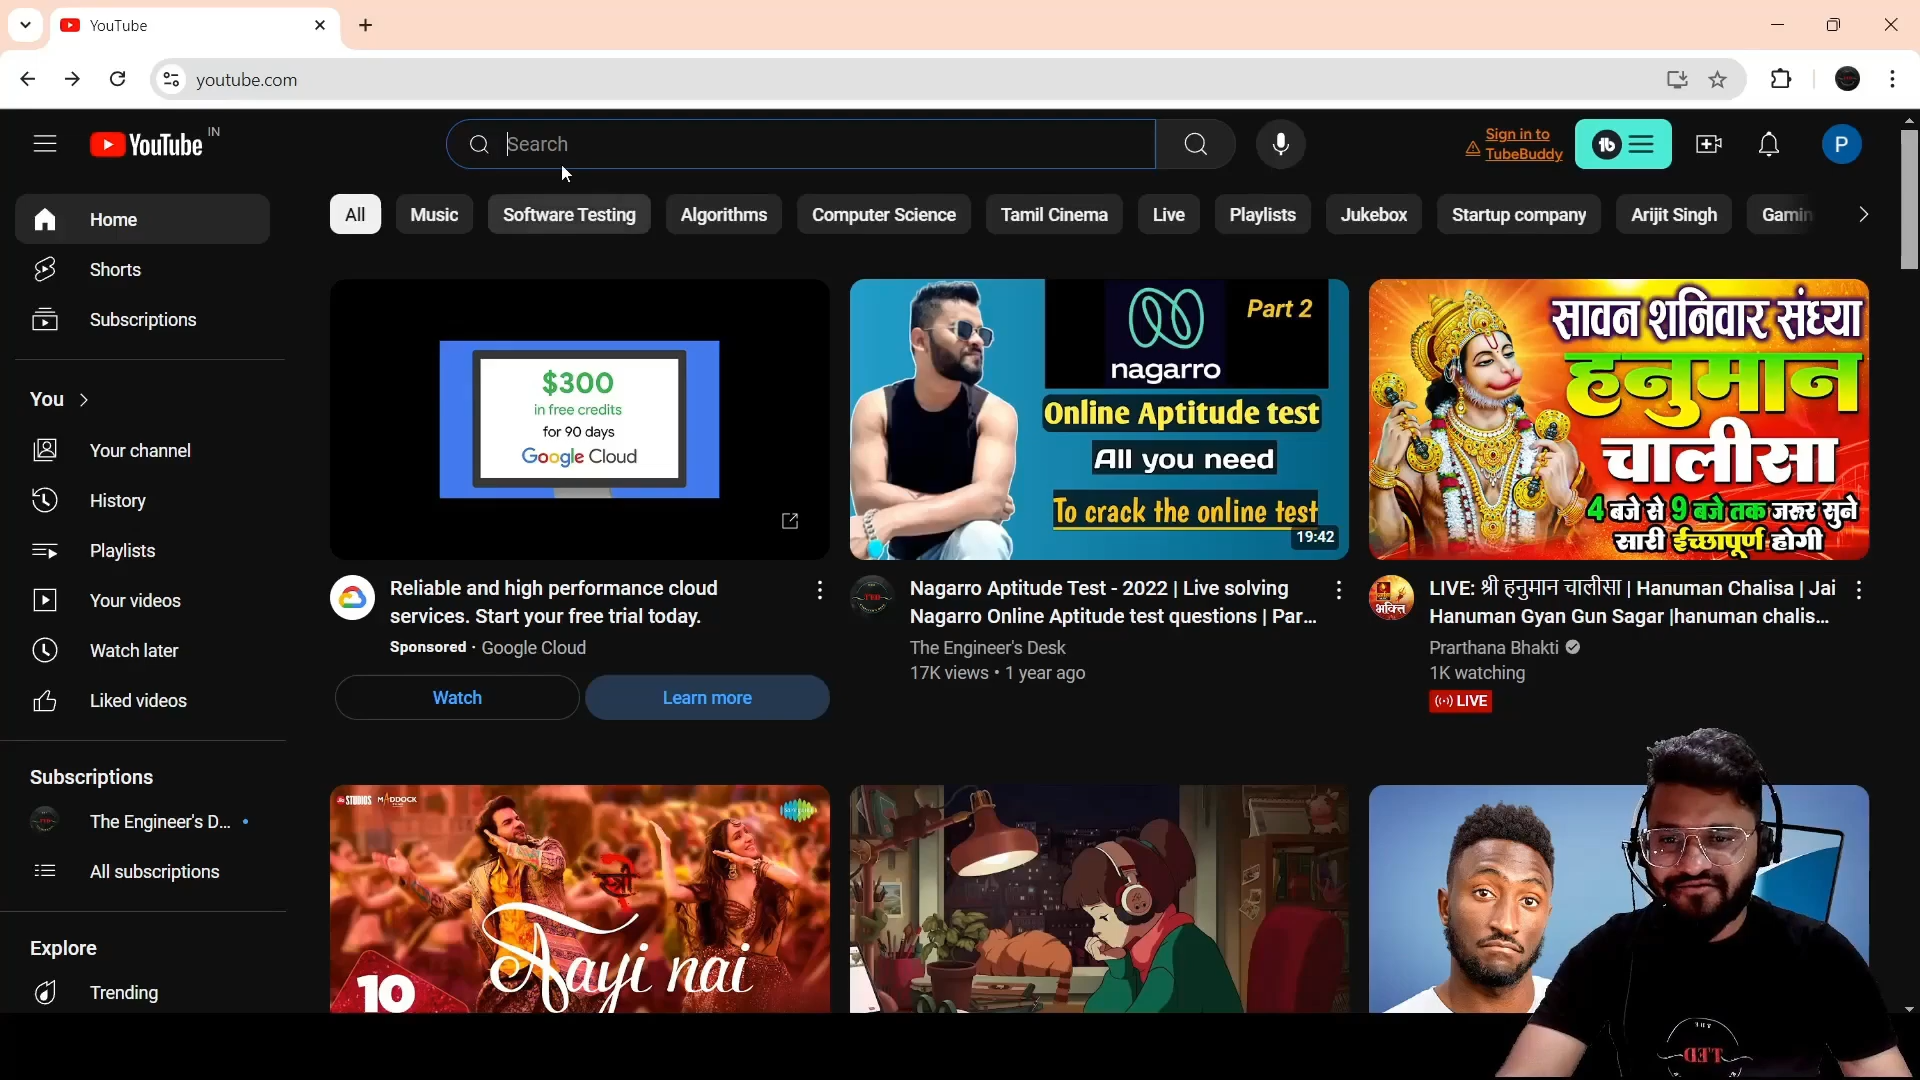 YouTube
youtube.com
YouTube IN
Search
Sign in to
TubeBuddy
P
All
Music
Software Testing
Algorithms
Computer Science
Tamil Cinema
Live
Playlists
Jukebox
Startup company
Arijit Singh
Gamin
Home
Shorts
Subscriptions
You
Your channel
History
Playlists
Your videos
Watch later
Liked videos
Subscriptions
The Engineer's D...
All subscriptions
Explore
Trending
$300
in free credits
for 90 days
Google Cloud
Reliable and high performance cloud
services. Start your free trial today.
Sponsored · Google Cloud
Watch
Learn more
Part 2
nagarro
Online Aptitude test
All you need
To crack the online test
19:42
Nagarro Aptitude Test - 2022 | Live solving
Nagarro Online Aptitude test questions | Par...
The Engineer's Desk
17K views • 1 year ago
सावन शनिवार संध्या
हनुमान
चालीसा
4 बजे से 9 बजे तक जरूर सुने
सारी ईच्छापूर्ण होगी
भक्ति
LIVE: श्री हनुमान चालीसा | Hanuman Chalisa | Jai
Hanuman Gyan Gun Sagar |hanuman chalis...
Prarthana Bhakti
1K watching
LIVE
STUDIOS MADDOCK
स्त्री
Aayi nai
10
TED